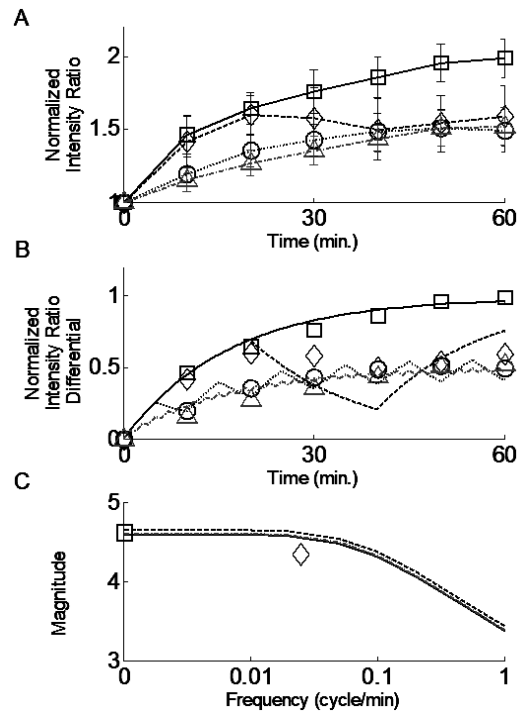 A
Normalized
Intensity Ratio
2
1.5
1
0
30
60
Time (min.)
B
Normalized
Intensity Ratio
Differential
1
0.5
0
0
30
60
Time (min.)
C
Magnitude
5
4
3
0
0.01
0.1
1
Frequency (cycle/min)